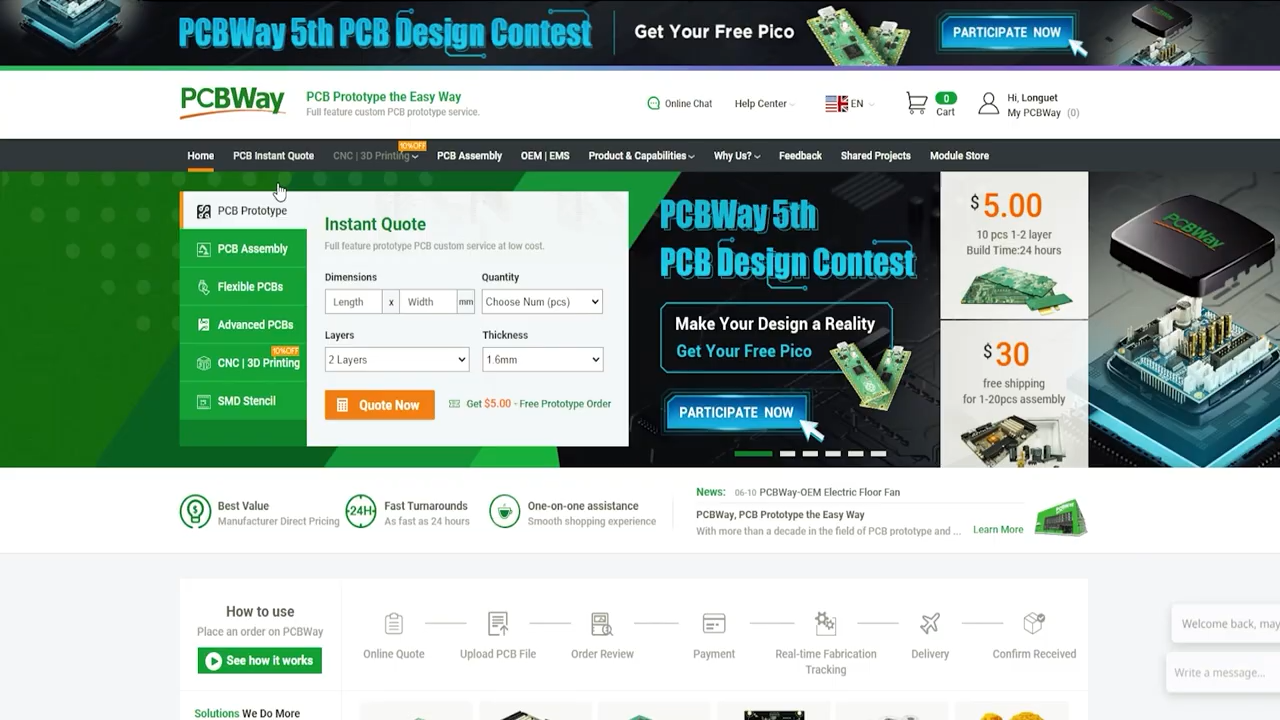 PCBWay 5th PCB Design Contest
Get Your Free Pico
PARTICIPATE NOW
PCBWay
PCB Prototype the Easy Way
Full feature custom PCB prototype service.
Online Chat
Help Center
EN
0
Cart
Hi, Longuet
My PCBWay (0)
Home
PCB Instant Quote
CNC | 3D Printing
10%OFF
PCB Assembly
OEM | EMS
Product & Capabilities
Why Us?
Feedback
Shared Projects
Module Store
PCB Prototype
PCB Assembly
Flexible PCBs
Advanced PCBs
10%OFF
CNC | 3D Printing
SMD Stencil
Instant Quote
Full feature prototype PCB custom service at low cost.
Dimensions
Quantity
Length x Width mm
Choose Num (pcs)
Layers
Thickness
2 Layers
1.6mm
Quote Now
Get $5.00 - Free Prototype Order
PCBWay 5th
PCB Design Contest
Make Your Design a Reality
Get Your Free Pico
PARTICIPATE NOW
$5.00
10 pcs 1-2 layer
Build Time:24 hours
$30
free shipping
for 1-20pcs assembly
PCBWay
Best Value
Manufacturer Direct Pricing
24H
Fast Turnarounds
As fast as 24 hours
One-on-one assistance
Smooth shopping experience
News: 06-10 PCBWay-OEM Electric Floor Fan
PCBWay, PCB Prototype the Easy Way
With more than a decade in the field of PCB prototype and ...
Learn More
How to use
Place an order on PCBWay
See how it works
Online Quote
Upload PCB File
Order Review
Payment
Real-time Fabrication
Tracking
Delivery
Confirm Received
Solutions We Do More
Welcome back, may
Write a message...